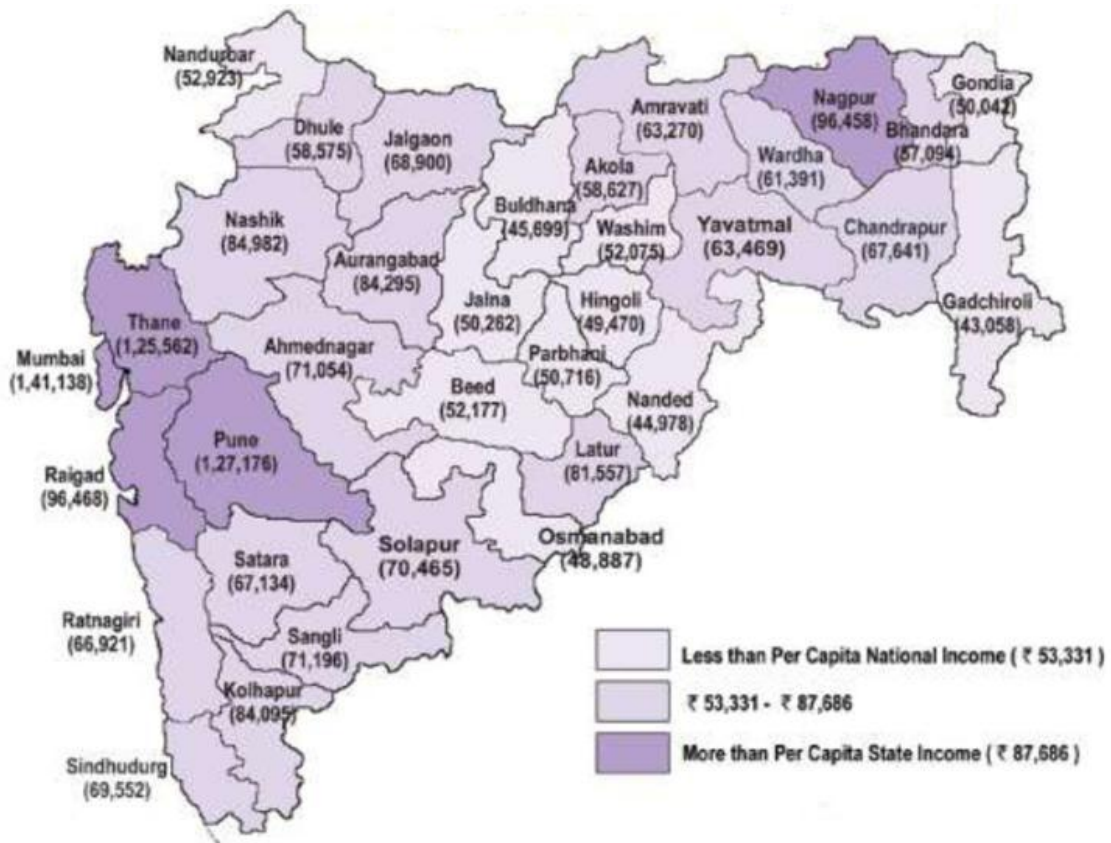 Nandurbar
(52,923)
Dhule
(58,575)
Jalgaon
(68,900)
Nashik
(84,982)
Aurangabad
(84,295)
Buldhana
(45,699)
Akola
(58,627)
Washim
(52,075)
Amravati
(63,270)
Wardha
(61,391)
Nagpur
(96,458)
Bhandara
(57,094)
Gondia
(50,042)
Yavatmal
(63,469)
Chandrapur
(67,641)
Gadchiroli
(43,058)
Thane
(1,25,562)
Mumbai
(1,41,138)
Ahmednagar
(71,054)
Jalna
(50,262)
Hingoli
(49,470)
Parbhani
(50,716)
Beed
(52,177)
Nanded
(44,978)
Latur
(81,557)
Pune
(1,27,176)
Raigad
(96,468)
Osmanabad
(48,887)
Solapur
(70,465)
Satara
(67,134)
Ratnagiri
(66,921)
Sangli
(71,196)
Kolhapur
(84,095)
Sindhudurg
(69,552)
Less than Per Capita National Income ( ₹ 53,331)
₹ 53,331 - ₹ 87,686
More than Per Capita State Income ( ₹ 87,686 )